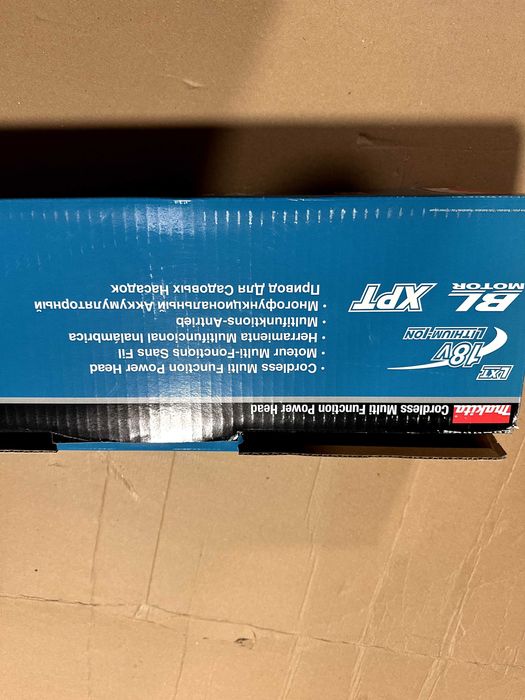 makita Cordless Multi Function Power Head
LXT
18V
LITHIUM-ION
BL
MOTOR
XPT
• Cordless Multi Function Power Head
• Moteur Multi-Fonctions Sans Fil
• Herramienta Multifuncional Inalámbrica
• Multifunktions-Antrieb
• Многофункциональный Аккумуляторный
Привод Для Садовых Насадок